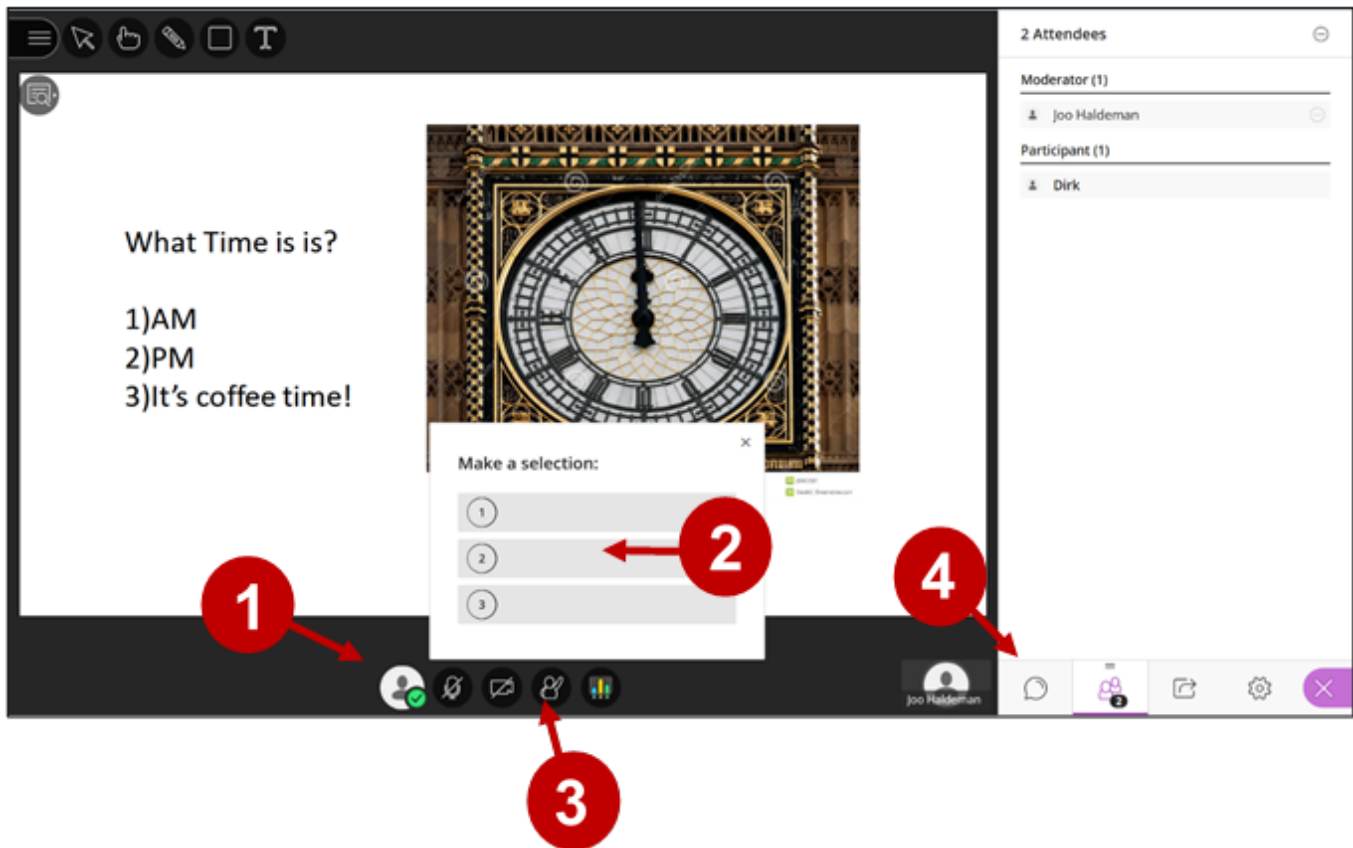 2 Attendees
Moderator (1)
Joo Haldeman
Participant (1)
Dirk
What Time is is?
1)AM
2)PM
3)It's coffee time!
Make a selection:
1
2
3
1
2
3
4
Joo Haldeman
2